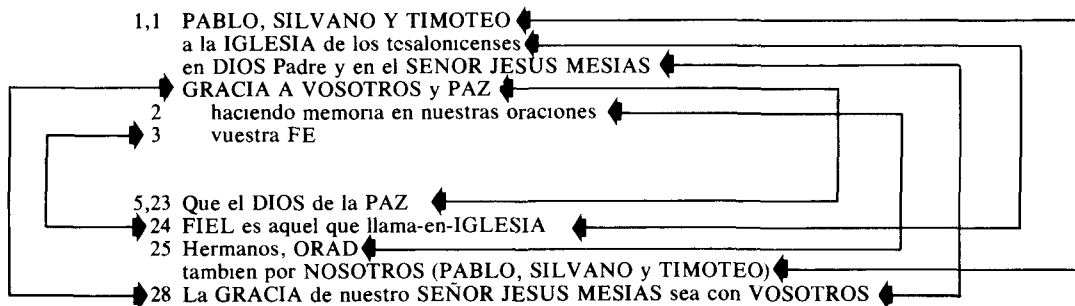 1,1 PABLO, SILVANO Y TIMOTEO
a la IGLESIA de los tesalonicenses
en DIOS Padre y en el SENOR JESUS MESIAS
GRACIA A VOSOTROS y PAZ
2 haciendo memoria en nuestras oraciones
3 vuestra FE
5,23 Que el DIOS de la PAZ
24 FIEL es aquel que llama-en-IGLESIA
25 Hermanos, ORAD
tambien por NOSOTROS (PABLO, SILVANO y TIMOTEO)
28 La GRACIA de nuestro SEÑOR JESUS MESIAS sea con VOSOTROS